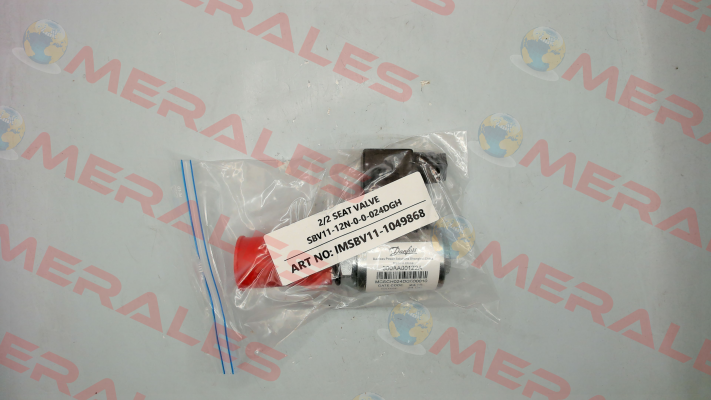 MERALES
MERALES
MERALES
MERALES
MERALES
MERALES
2/2 SEAT VALVE
SBV11-12N-0-0-024DGH
ART NO: IMSBV11-1049868
Danfoss